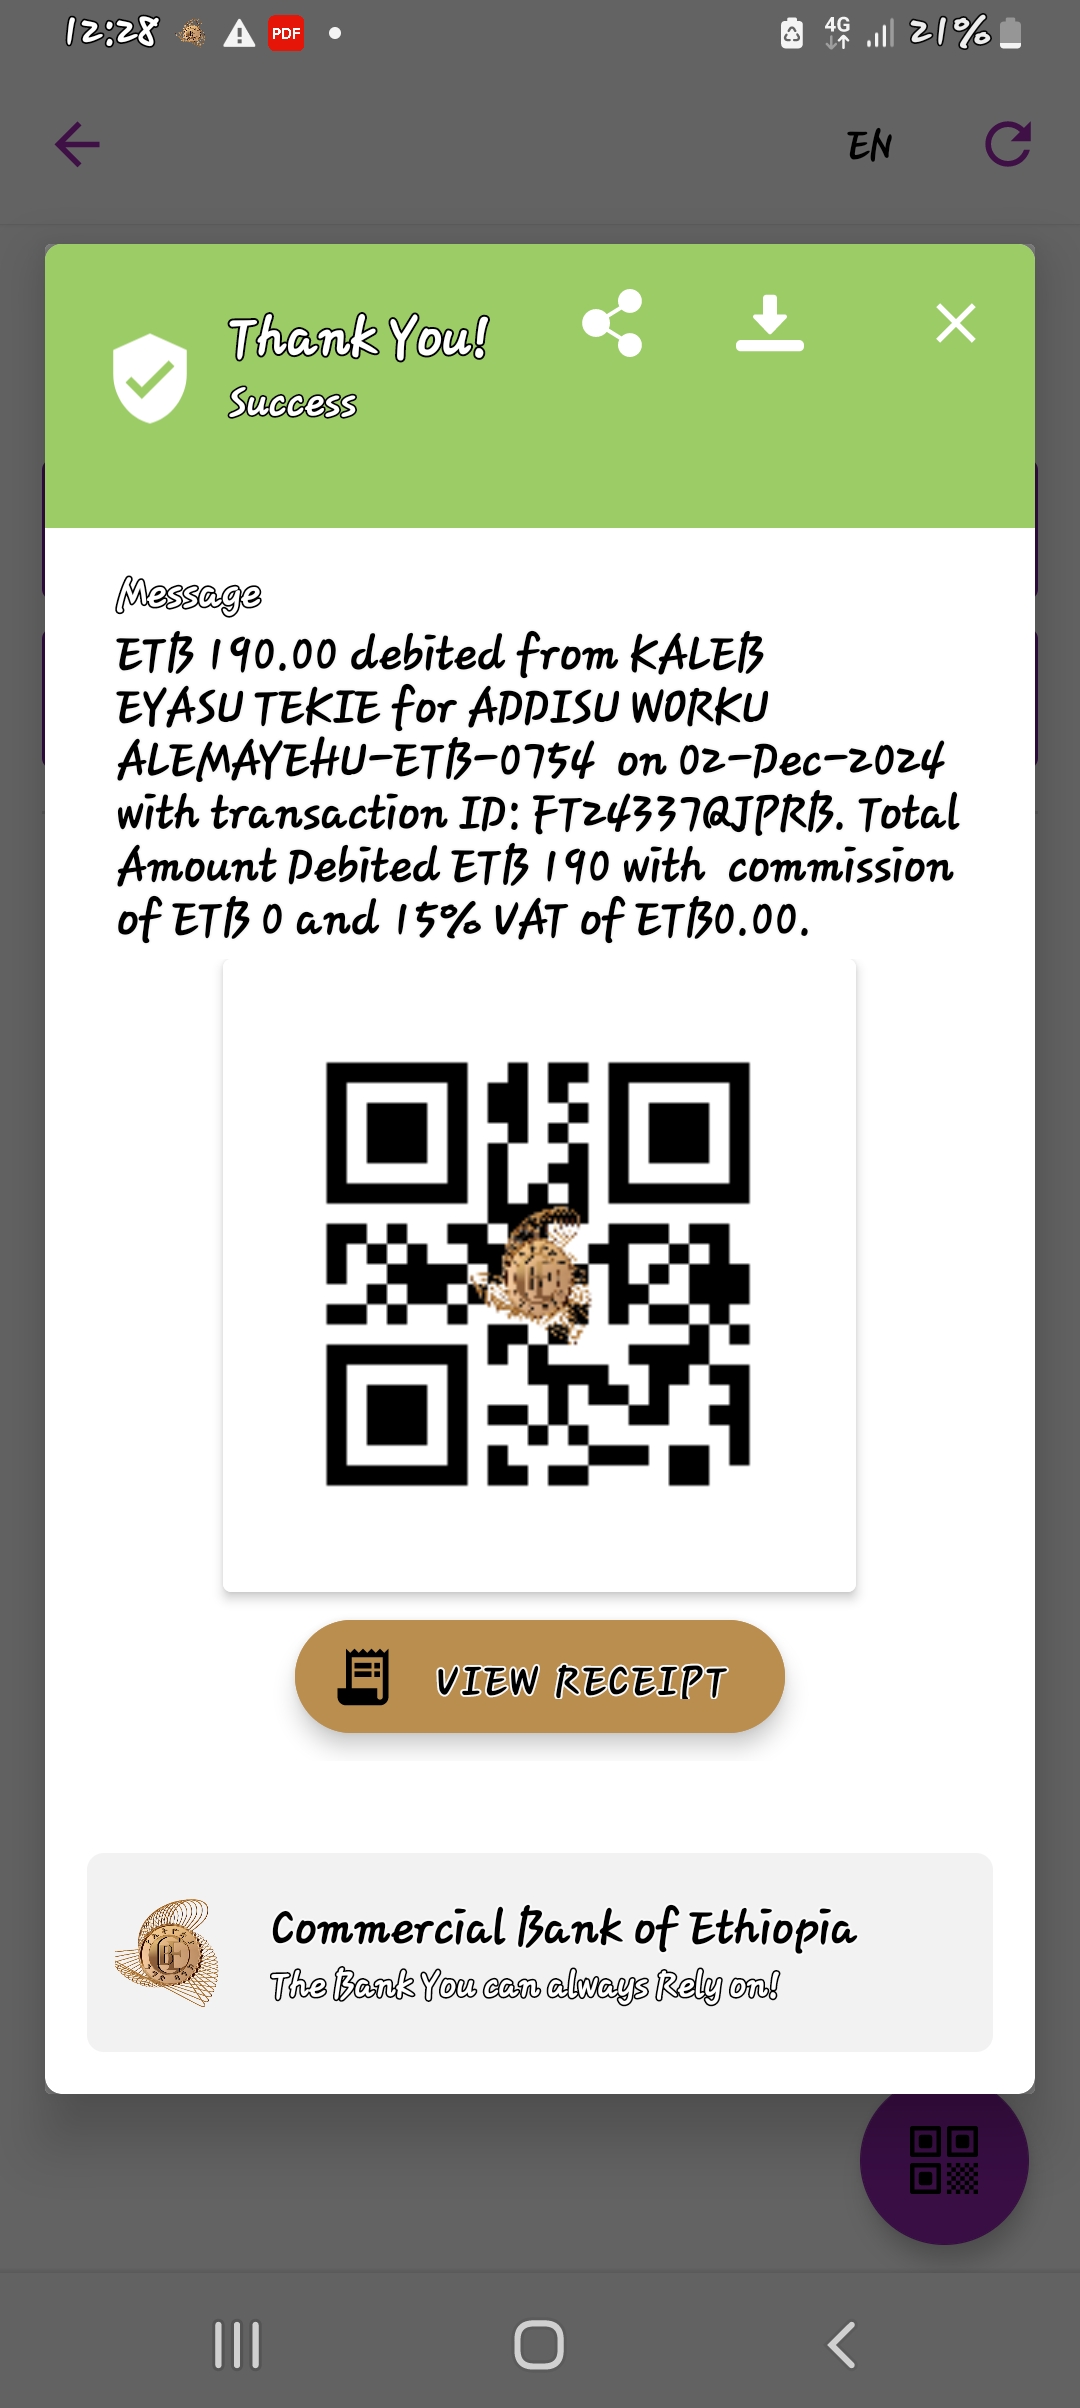 12:28 PDF 4G 21%
EN
Thank You!
Success
Message
ETB 190.00 debited from KALEB
EYASU TEKIE for ADDISU WORKU
ALEMAYEHU-ETB-0754 on 02-Dec-2024
with transaction ID: FT24337QJPRB. Total
Amount Debited ETB 190 with commission
of ETB 0 and 15% VAT of ETB0.00.
VIEW RECEIPT
Commercial Bank of Ethiopia
The Bank You can always Rely on!